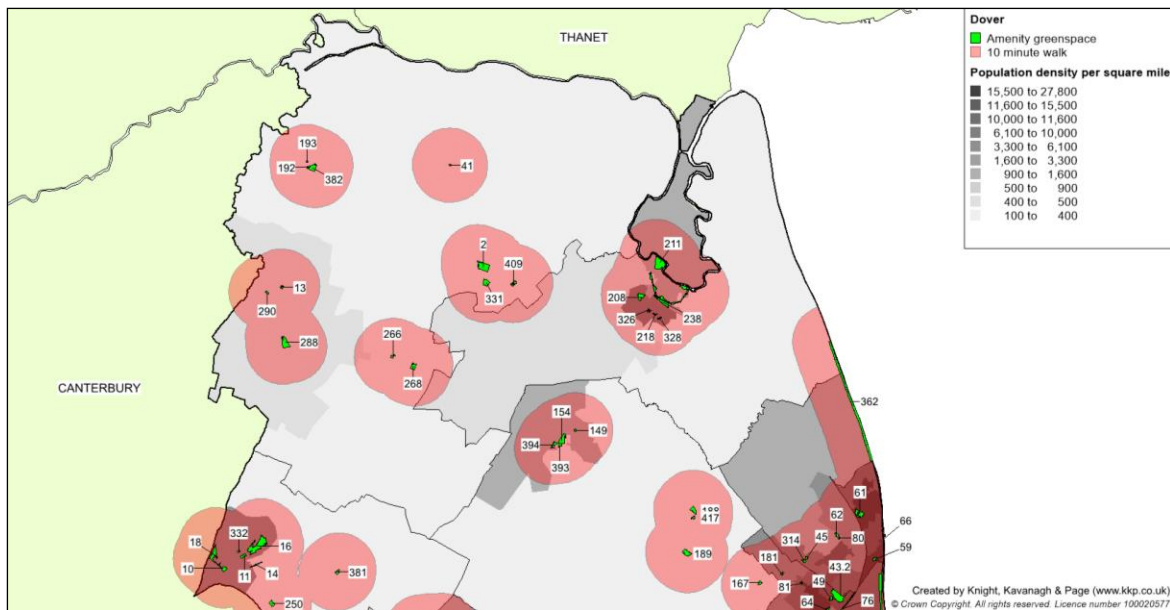 THANET
Dover
Amenity greenspace
10 minute walk
Population density per square mile
15,500 to 27,800
11,600 to 15,500
10,000 to 11,600
6,100 to 10,000
3,300 to 6,100
1,600 to 3,300
900 to 1,600
500 to 900
400 to 500
100 to 400
193
192
382
41
2
409
331
211
208
238
326
218
328
13
290
288
266
268
CANTERBURY
362
154
149
394
393
417
189
61
62
66
80
59
314
45
181
43.2
49
167
81
64
76
18
332
16
10
11
14
381
250
Created by Knight, Kavanagh & Page (www.kkp.co.uk)
© Crown Copyright. All rights reserved. Licence number 100020577